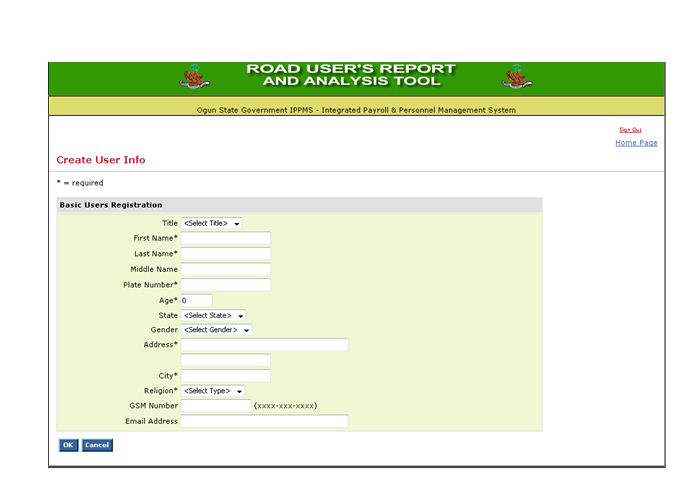 ROAD USER'S REPORT
AND ANALYSIS TOOL
Ogun State Government IPPMS - Integrated Payroll & Personnel Management System
Sign Out
Home Page
Create User Info
* = required
Basic Users Registration
Title <Select Title>
First Name*
Last Name*
Middle Name
Plate Number*
Age* 0
State <Select State>
Gender <Select Gender>
Address*
City*
Religion* <Select Type>
GSM Number (xxxx-xxx-xxxx)
Email Address
OK Cancel